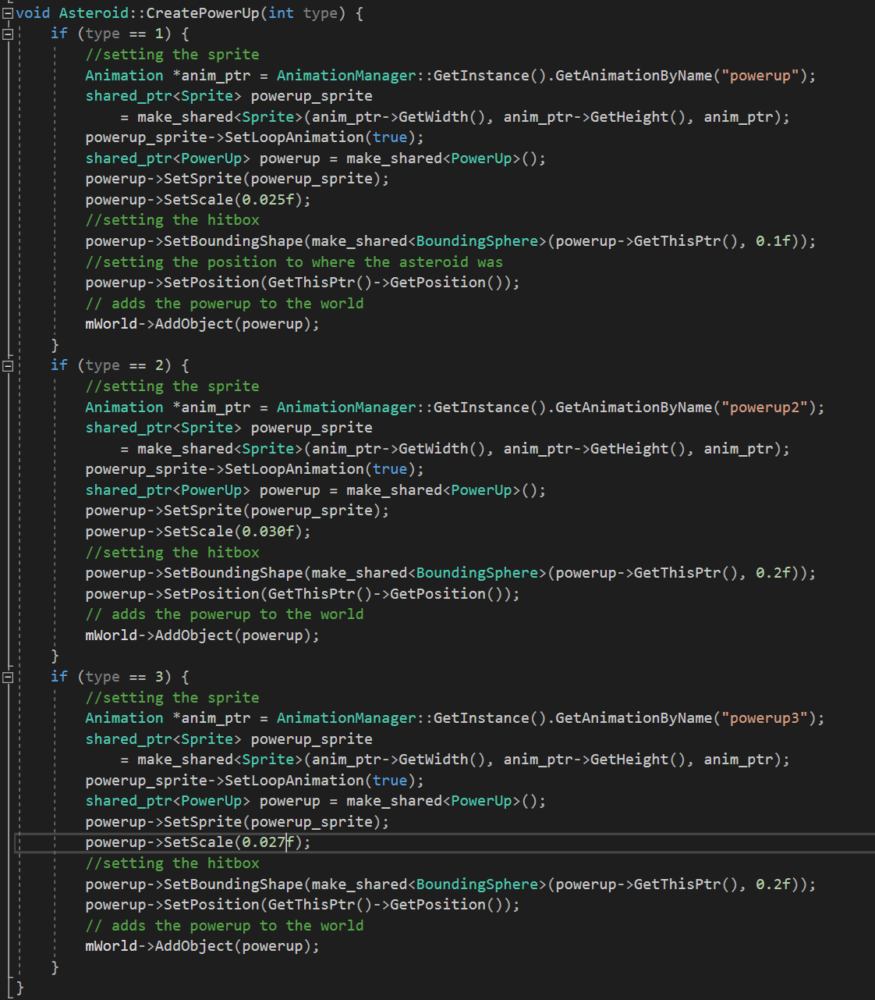 void Asteroid::CreatePowerUp(int type) {
    if (type == 1) {
        //setting the sprite
        Animation *anim_ptr = AnimationManager::GetInstance().GetAnimationByName("powerup");
        shared_ptr<Sprite> powerup_sprite
            = make_shared<Sprite>(anim_ptr->GetWidth(), anim_ptr->GetHeight(), anim_ptr);
        powerup_sprite->SetLoopAnimation(true);
        shared_ptr<PowerUp> powerup = make_shared<PowerUp>();
        powerup->SetSprite(powerup_sprite);
        powerup->SetScale(0.025f);
        //setting the hitbox
        powerup->SetBoundingShape(make_shared<BoundingSphere>(powerup->GetThisPtr(), 0.1f));
        //setting the position to where the asteroid was
        powerup->SetPosition(GetThisPtr()->GetPosition());
        // adds the powerup to the world
        mWorld->AddObject(powerup);
    }
    if (type == 2) {
        //setting the sprite
        Animation *anim_ptr = AnimationManager::GetInstance().GetAnimationByName("powerup2");
        shared_ptr<Sprite> powerup_sprite
            = make_shared<Sprite>(anim_ptr->GetWidth(), anim_ptr->GetHeight(), anim_ptr);
        powerup_sprite->SetLoopAnimation(true);
        shared_ptr<PowerUp> powerup = make_shared<PowerUp>();
        powerup->SetSprite(powerup_sprite);
        powerup->SetScale(0.030f);
        //setting the hitbox
        powerup->SetBoundingShape(make_shared<BoundingSphere>(powerup->GetThisPtr(), 0.2f));
        powerup->SetPosition(GetThisPtr()->GetPosition());
        // adds the powerup to the world
        mWorld->AddObject(powerup);
    }
    if (type == 3) {
        //setting the sprite
        Animation *anim_ptr = AnimationManager::GetInstance().GetAnimationByName("powerup3");
        shared_ptr<Sprite> powerup_sprite
            = make_shared<Sprite>(anim_ptr->GetWidth(), anim_ptr->GetHeight(), anim_ptr);
        powerup_sprite->SetLoopAnimation(true);
        shared_ptr<PowerUp> powerup = make_shared<PowerUp>();
        powerup->SetSprite(powerup_sprite);
        powerup->SetScale(0.027f);
        //setting the hitbox
        powerup->SetBoundingShape(make_shared<BoundingSphere>(powerup->GetThisPtr(), 0.2f));
        powerup->SetPosition(GetThisPtr()->GetPosition());
        // adds the powerup to the world
        mWorld->AddObject(powerup);
    }
}